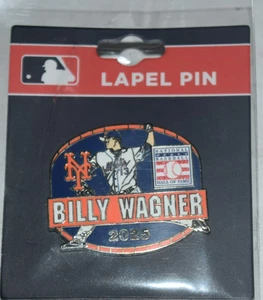 LAPEL PIN
NY
NATIONAL
BASEBALL
HALL OF FAME
BILLY WAGNER
2025